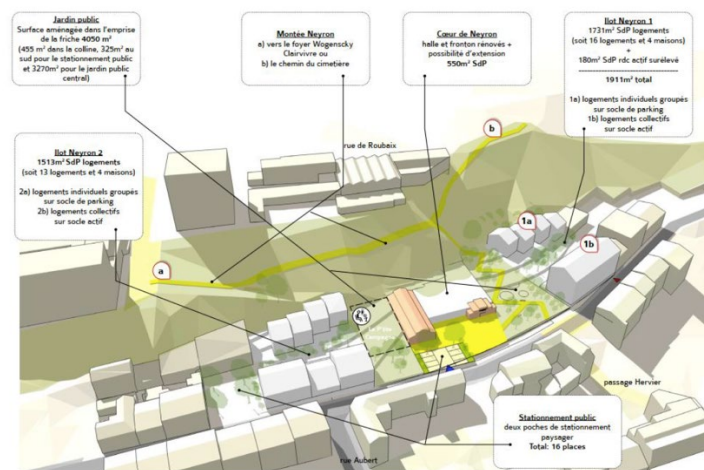 Jardin public
Surface aménagée dans l'emprise de la friche 4050 m²
(455 m² dans la colline, 325m² au sud pour le stationnement public et 3270m² pour le jardin public central)
Montée Neyron
a) vers le foyer Wogenscky Clairvivre ou
b) le chemin du cimetière
Cœur de Neyron
halle et fronton rénovés + possibilité d'extension
550m² SdP
Ilot Neyron 1
1731m² SdP logements
(soit 16 logements et 4 maisons)
+
180m² SdP rdc actif surélevé
1911m² total
1a) logements individuels groupés sur socle de parking
1b) logements collectifs sur socle actif
Ilot Neyron 2
1513m² SdP logements
(soit 13 logements et 4 maisons)
2a) logements individuels groupés sur socle de parking
2b) logements collectifs sur socle actif
rue de Roubaix
b
1a
1b
a
passage Hervier
rue Aubert
Stationnement public
deux poches de stationnement paysager
Total: 16 places